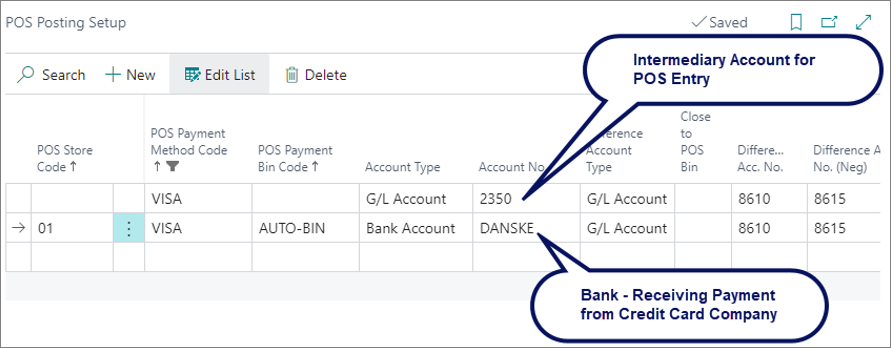 POS Posting Setup
Saved
Search New Edit List Delete
Intermediary Account for
POS Entry
POS Store
Code ↑
POS Payment
Method Code
↑
POS Payment
Bin Code ↑
Account Type
Account No.
Account
Type
Close
to
POS
Bin
Differe...
Acc. No.
Difference A
No. (Neg)
VISA G/L Account 2350 G/L Account 8610 8615
→ 01 VISA AUTO-BIN Bank Account DANSKE G/L Account 8610 8615
Bank - Receiving Payment
from Credit Card Company